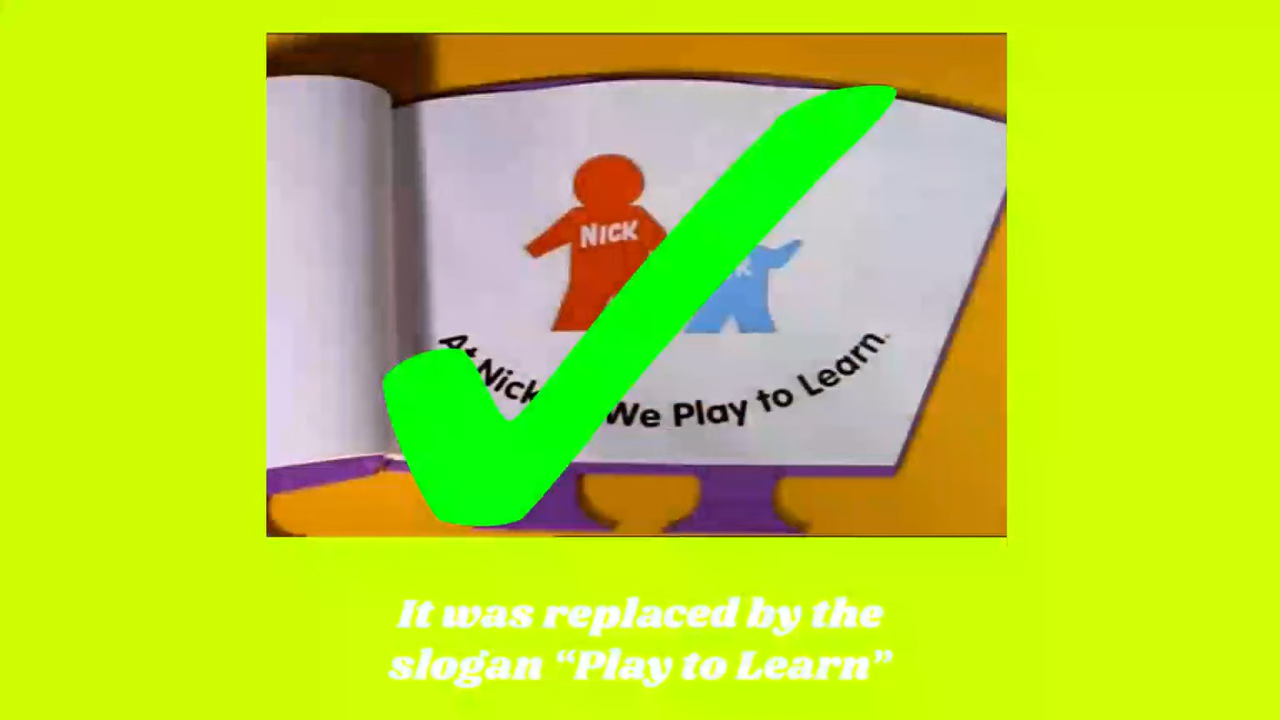 NICK
At Nick We Play to Learn.
It was replaced by the
slogan “Play to Learn”